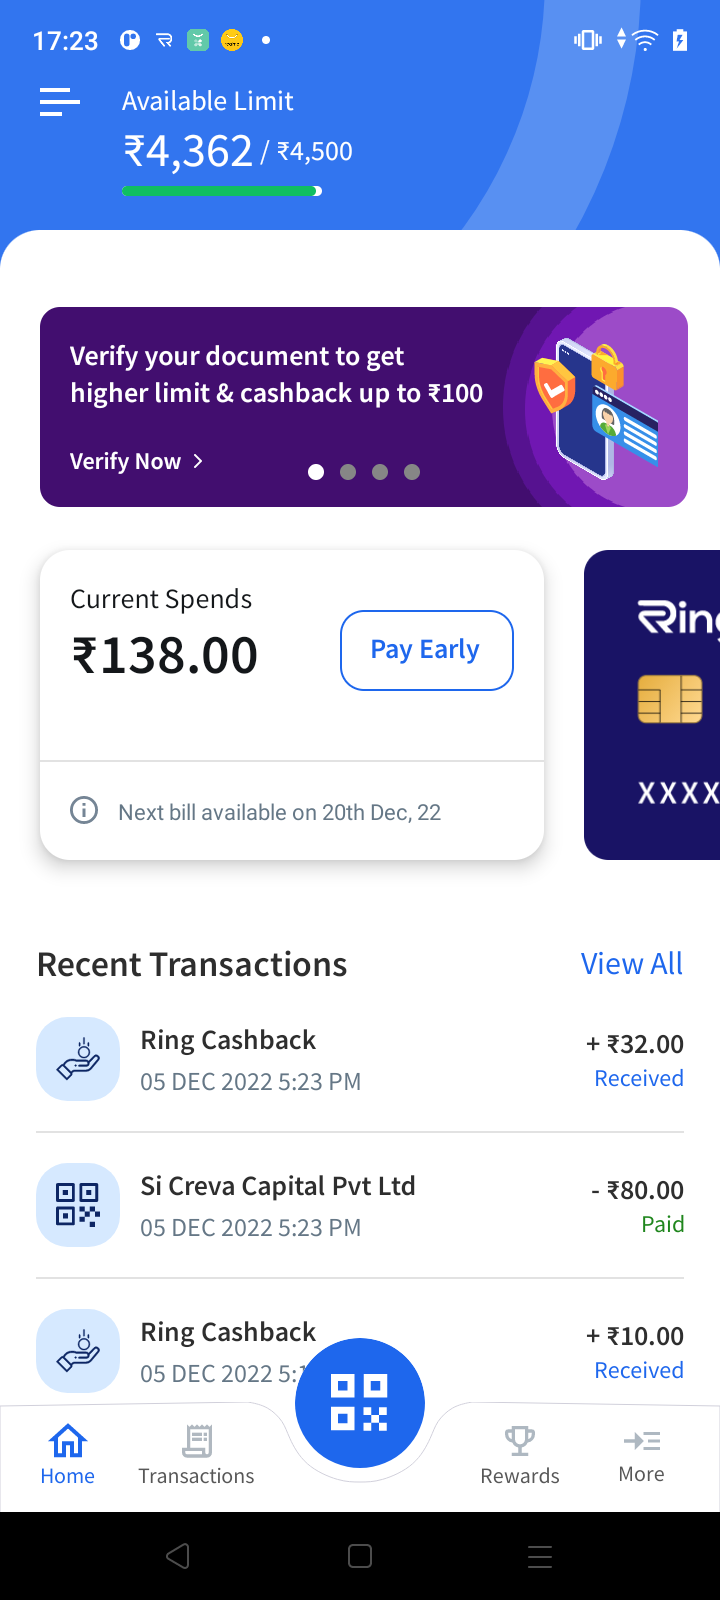 17:23
Available Limit
₹4,362 / ₹4,500
Verify your document to get
higher limit & cashback up to ₹100
Verify Now
Current Spends
₹138.00
Pay Early
Next bill available on 20th Dec, 22
XXXX
Recent Transactions
View All
Ring Cashback
+ ₹32.00
05 DEC 2022 5:23 PM
Received
Si Creva Capital Pvt Ltd
- ₹80.00
05 DEC 2022 5:23 PM
Paid
Ring Cashback
+ ₹10.00
05 DEC 2022
Received
Home
Transactions
Rewards
More